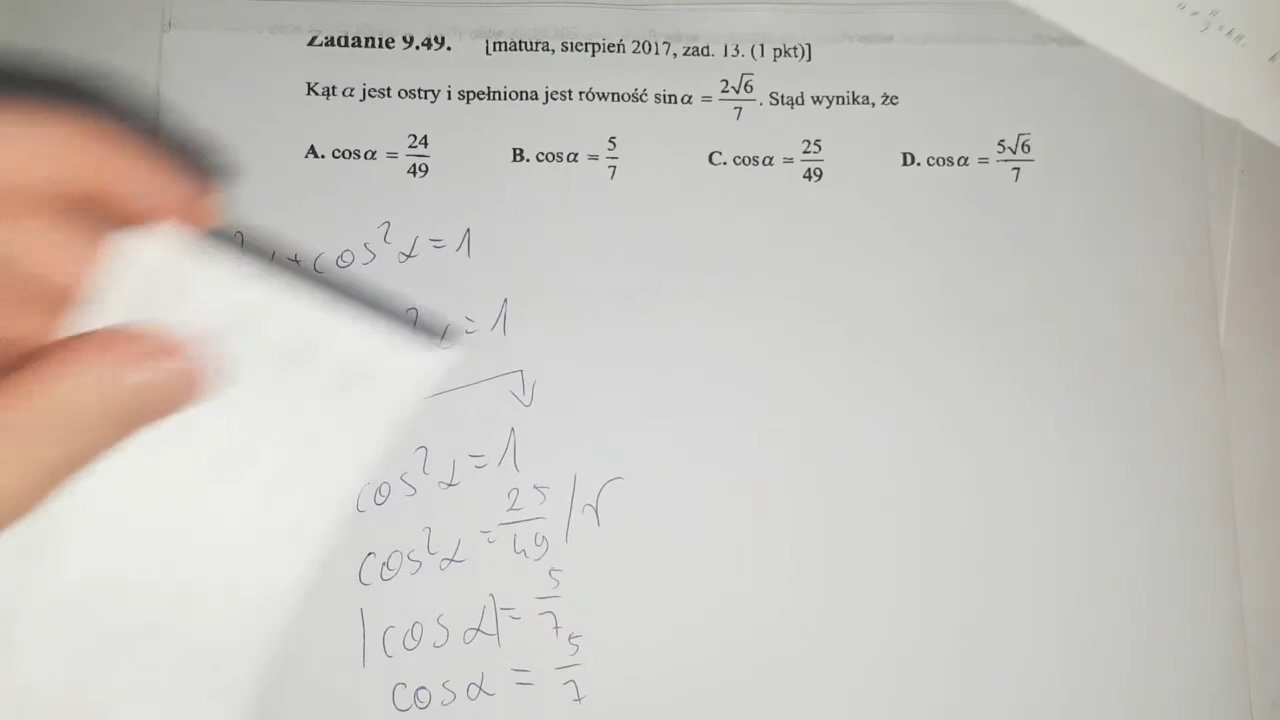 Zadanie 9.49. [matura, sierpień 2017, zad. 13. (1 pkt)]
Kąt α jest ostry i spełniona jest równość sin α = 2√6/7. Stąd wynika, że
A. cos α = 24/49 B. cos α = 5/7 C. cos α = 25/49 D. cos α = 5√6/7
+ cos²α = 1
= 1
cos²α = 1
cos²α = 25/49 /√
|cos α| = 5/7
cos α = 5/7